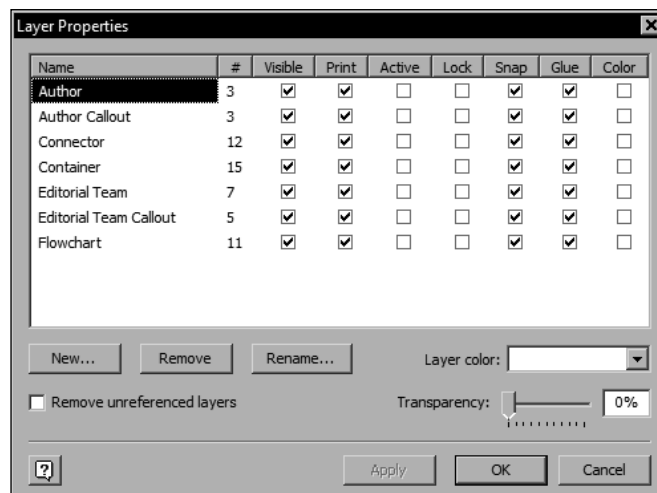 Layer Properties
Name # Visible Print Active Lock Snap Glue Color
Author 3
Author Callout 3
Connector 12
Container 15
Editorial Team 7
Editorial Team Callout 5
Flowchart 11
New... Remove Rename... Layer color:
Remove unreferenced layers Transparency: 0%
? Apply OK Cancel